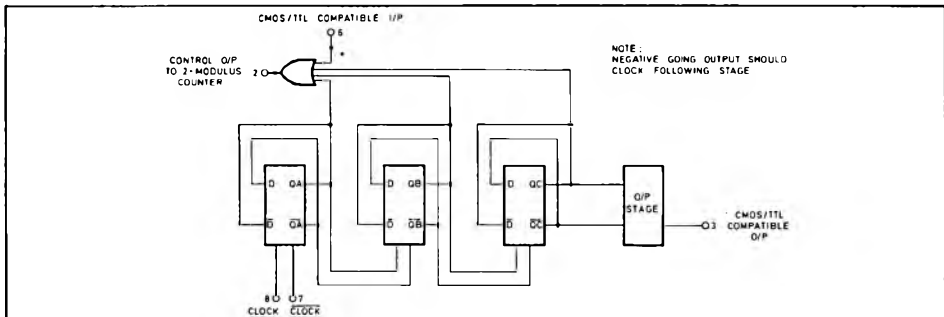 CMOS/TTL COMPATIBLE I/P
6
*
CONTROL O/P
TO 2-MODULUS
COUNTER
2
NOTE:
NEGATIVE GOING OUTPUT SHOULD
CLOCK FOLLOWING STAGE
D QA
D̅ Q̅A̅
D QB
D̅ Q̅B̅
D QC
D̅ Q̅C̅
O/P
STAGE
3
CMOS/TTL
COMPATIBLE
O/P
8 7
CLOCK C̅L̅O̅C̅K̅